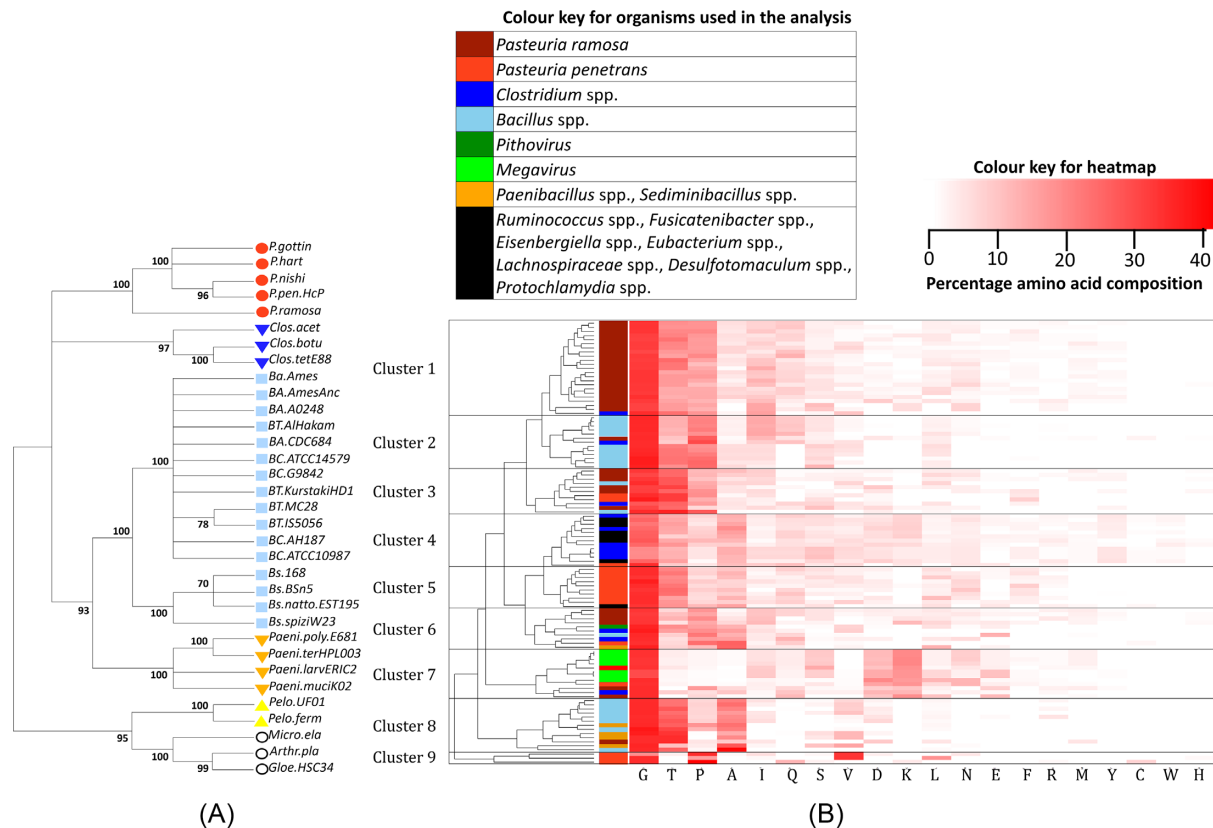 Colour key for organisms used in the analysis
Pasteuria ramosa
Pasteuria penetrans
Clostridium spp.
Bacillus spp.
Pithovirus
Megavirus
Paenibacillus spp., Sediminibacillus spp.
Ruminococcus spp., Fusicatenibacter spp.,
Eisenbergiella spp., Eubacterium spp.,
Lachnospiraceae spp., Desulfotomaculum spp.,
Protochlamydia spp.
Colour key for heatmap
0 10 20 30 40
Percentage amino acid composition
P.gottin
P.hart
P.nishi
P.pen.HcP
P.ramosa
Clos.acet
Clos.botu
Clos.tetE88
Ba.Ames
BA.AmesAnc
BA.A0248
BT.AlHakam
BA.CDC684
BC.ATCC14579
BC.G9842
BT.KurstakiHD1
BT.MC28
BT.IS5056
BC.AH187
BC.ATCC10987
Bs.168
Bs.BSn5
Bs.natto.EST195
Bs.spiziW23
Paeni.poly.E681
Paeni.terHPL003
Paeni.larvERIC2
Paeni.muciK02
Pelo.UF01
Pelo.ferm
Micro.ela
Arthr.pla
Gloe.HSC34
100
96
100
97
100
100
78
100
70
100
93
100
100
100
95
100
99
(A)
Cluster 1
Cluster 2
Cluster 3
Cluster 4
Cluster 5
Cluster 6
Cluster 7
Cluster 8
Cluster 9
G T P A I Q S V D K L N E F R M Y C W H
(B)